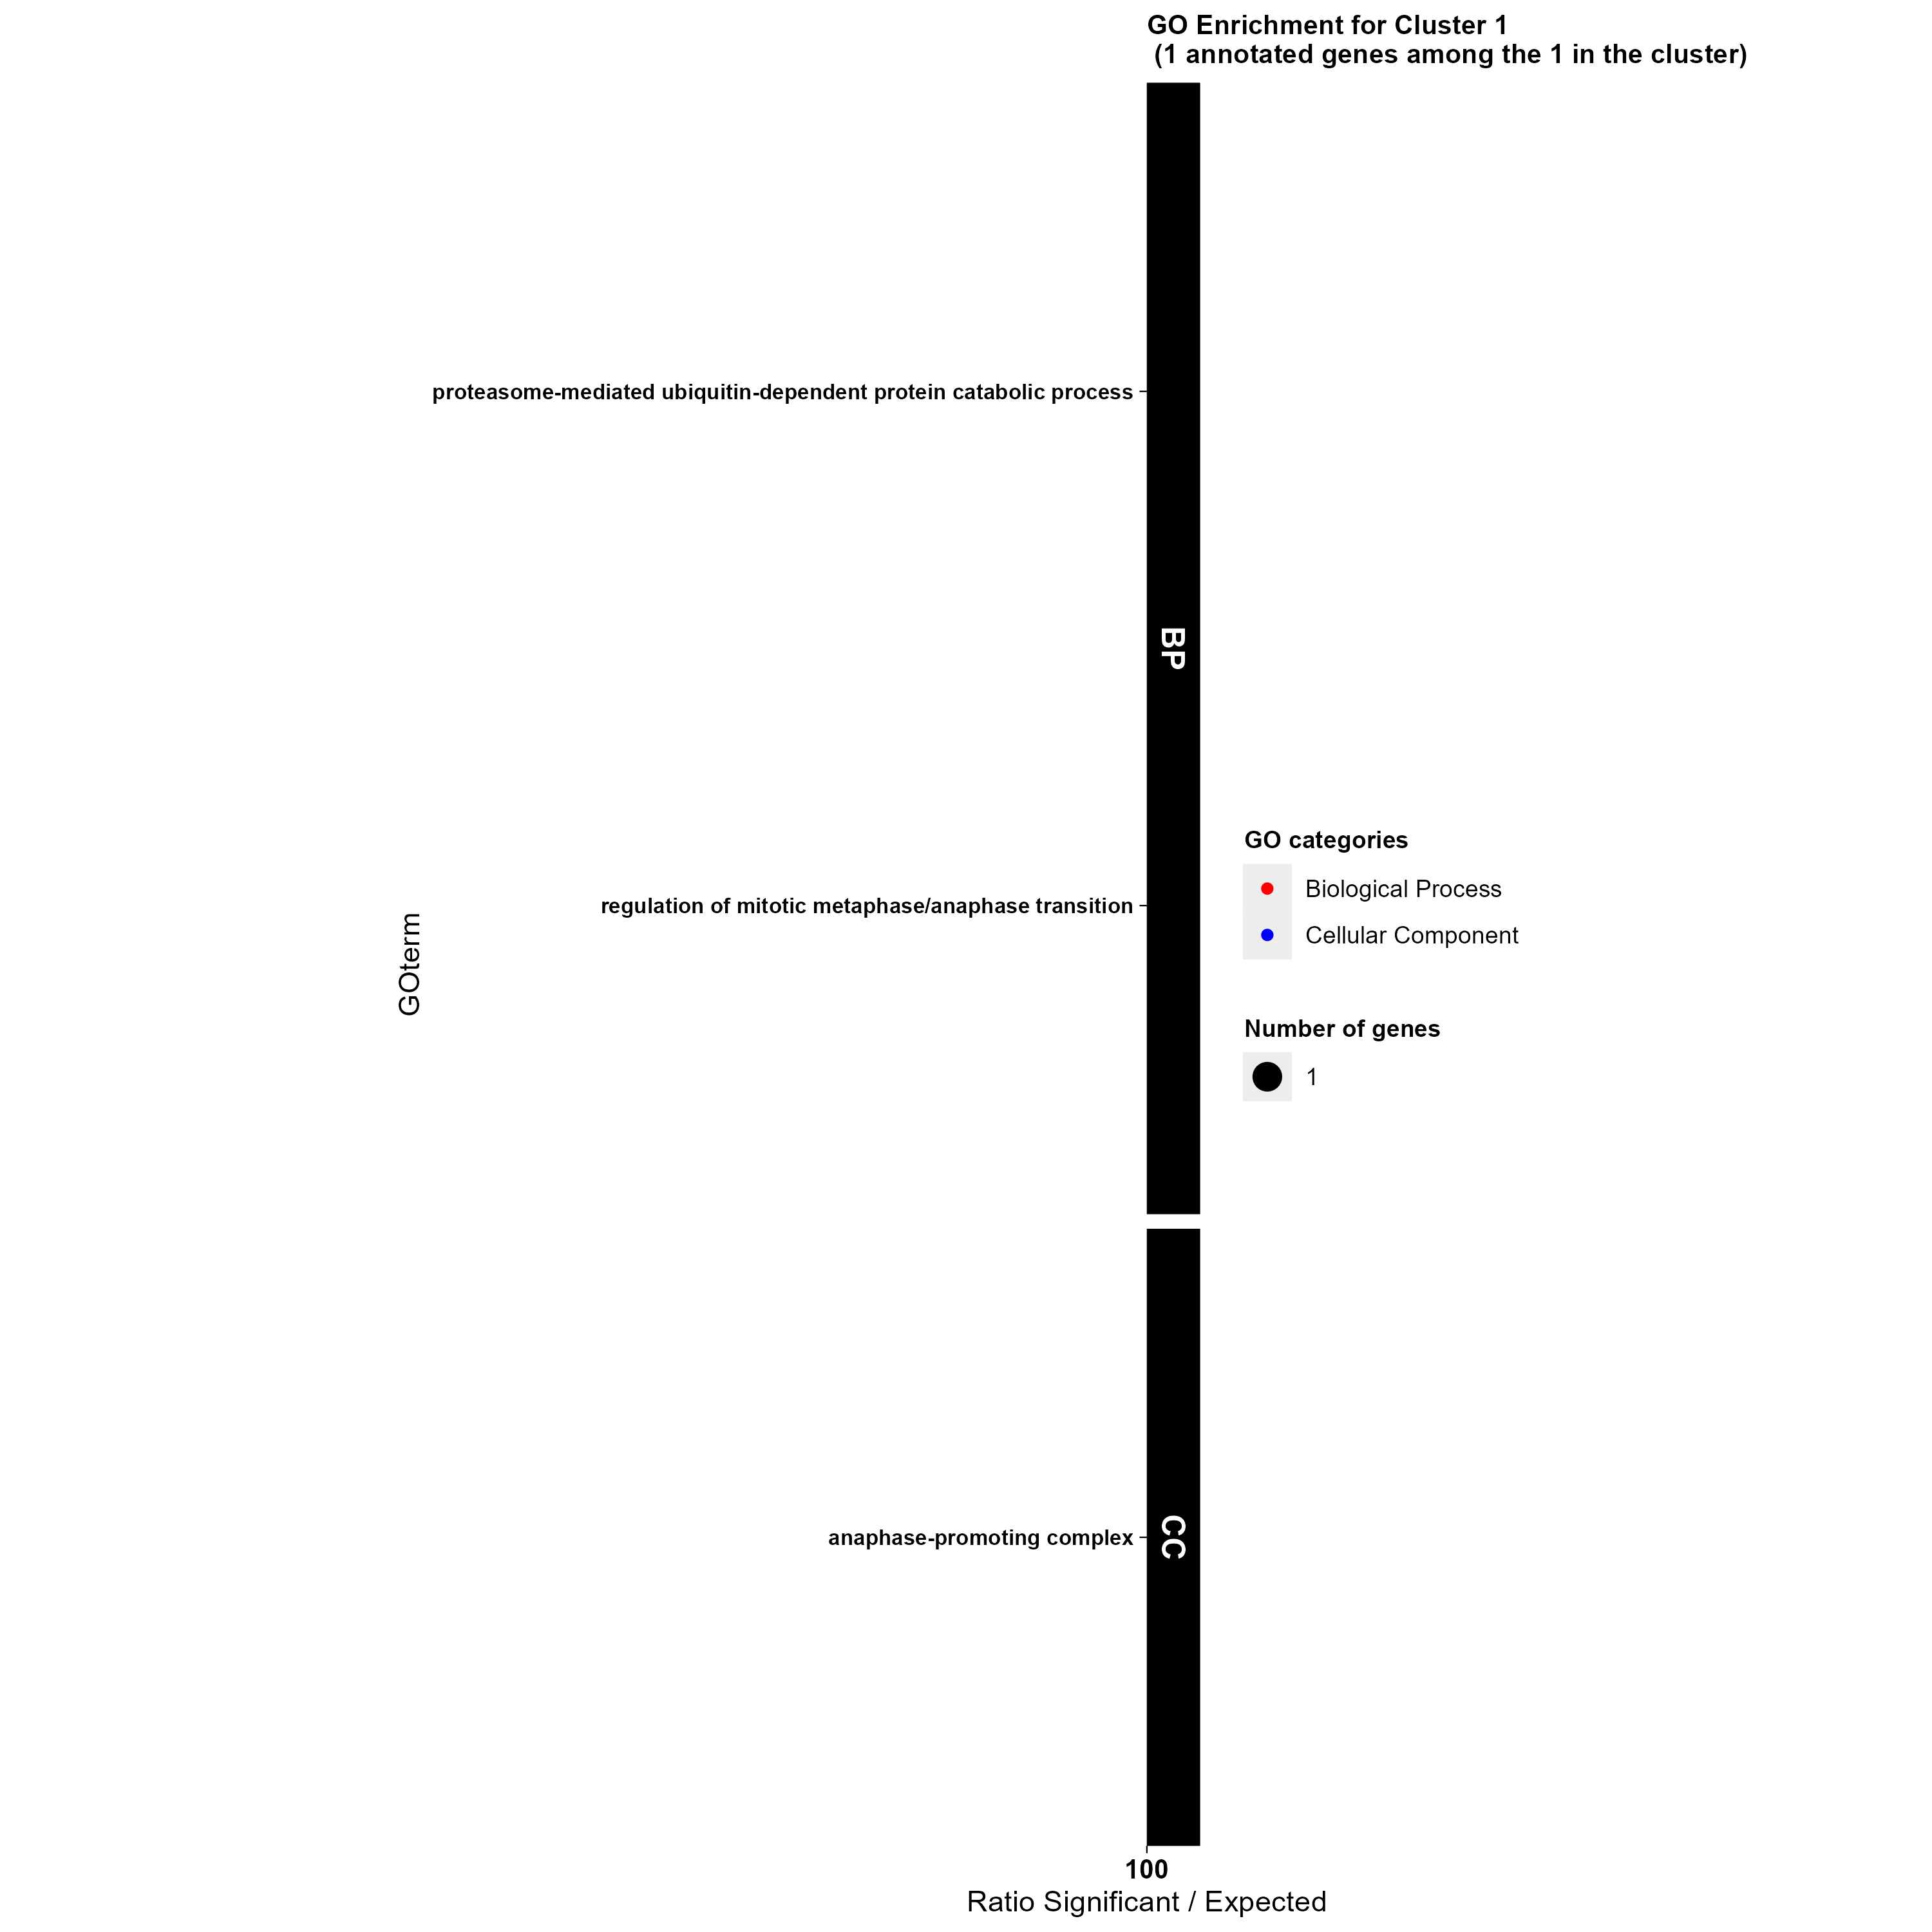 GO Enrichment for Cluster 1
(1 annotated genes among the 1 in the cluster)
proteasome-mediated ubiquitin-dependent protein catabolic process
BP
regulation of mitotic metaphase/anaphase transition
GOterm
GO categories
Biological Process
Cellular Component
Number of genes
1
anaphase-promoting complex
CC
100
Ratio Significant / Expected